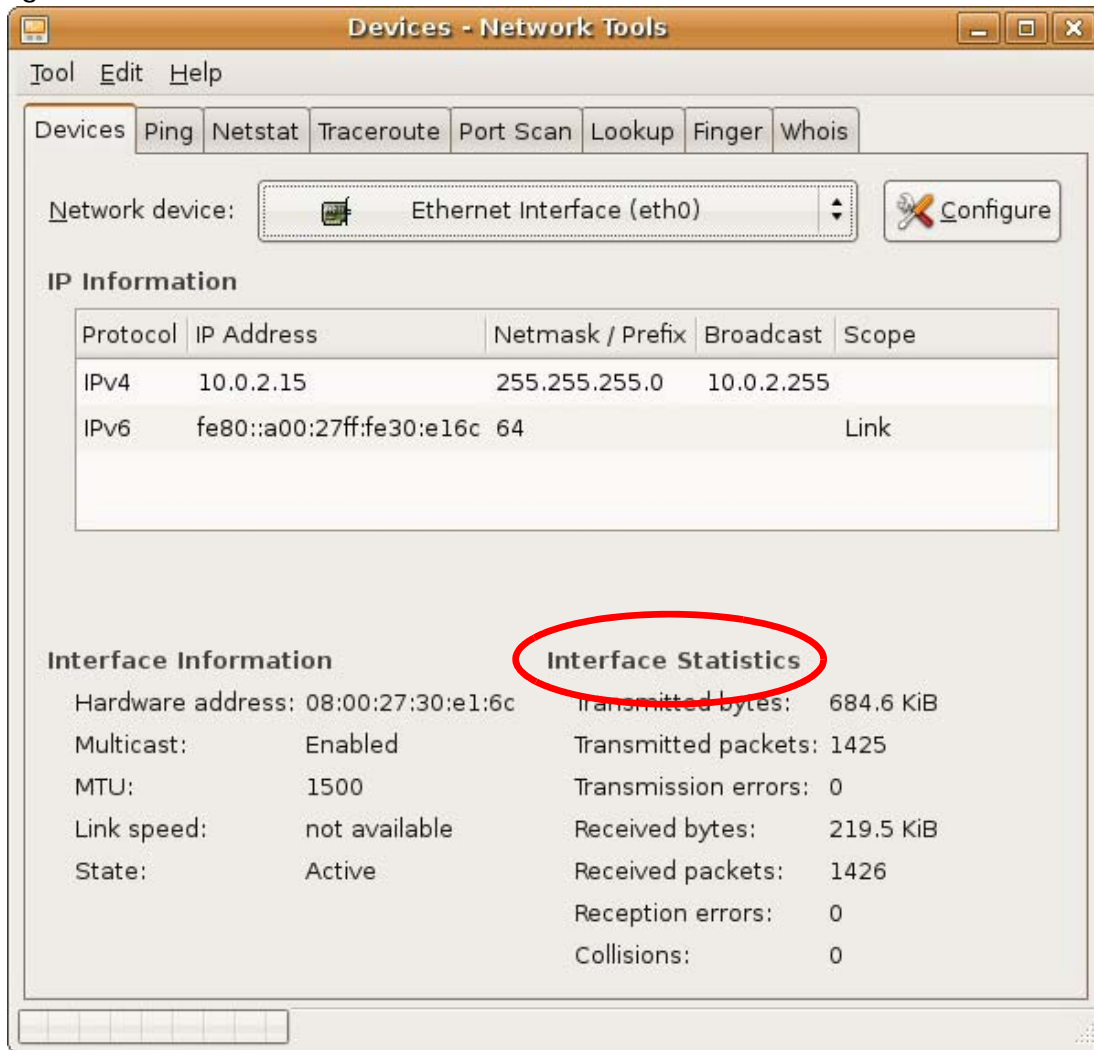 Devices - Network Tools
Tool Edit Help
Devices Ping Netstat Traceroute Port Scan Lookup Finger Whois
Network device: Ethernet Interface (eth0) Configure
IP Information
Protocol IP Address Netmask / Prefix Broadcast Scope
IPv4 10.0.2.15 255.255.255.0 10.0.2.255
IPv6 fe80::a00:27ff:fe30:e16c 64 Link
Interface Information
Hardware address: 08:00:27:30:e1:6c
Multicast: Enabled
MTU: 1500
Link speed: not available
State: Active
Interface Statistics
Transmitted bytes: 684.6 KiB
Transmitted packets: 1425
Transmission errors: 0
Received bytes: 219.5 KiB
Received packets: 1426
Reception errors: 0
Collisions: 0